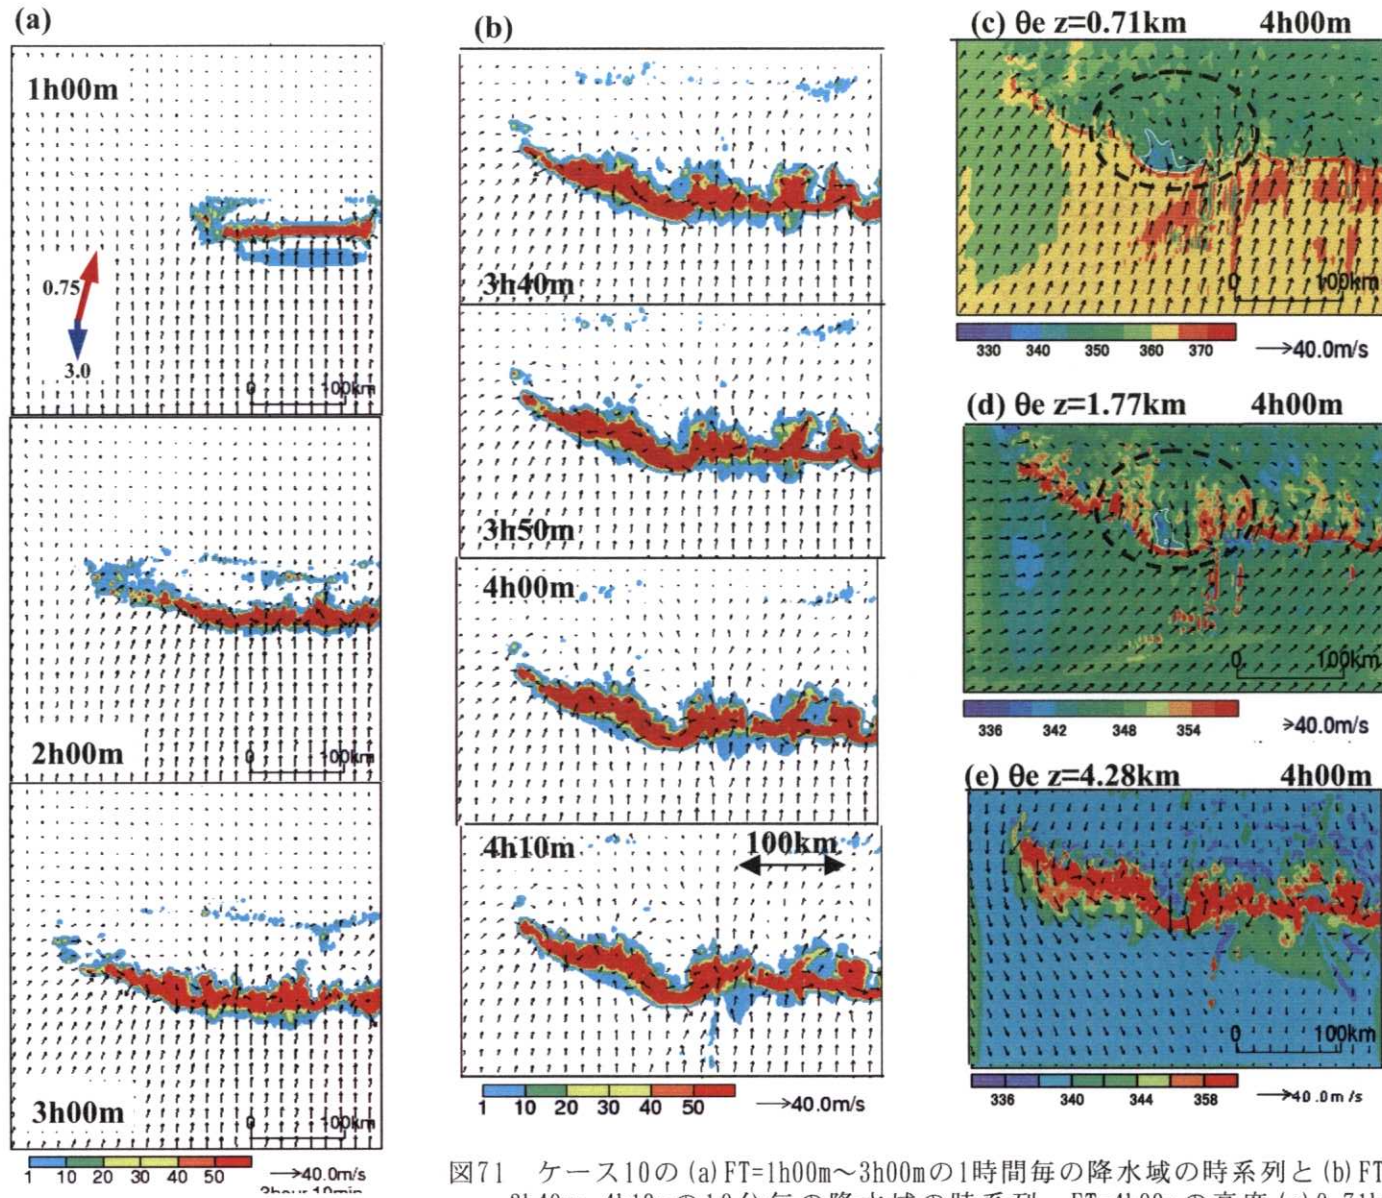 (a)
1h00m
0.75
3.0
0 100km
2h00m
0 100km
3h00m
0 100km
1 10 20 30 40 50
→40.0m/s
3hour 10min
(b)
3h40m
3h50m
4h00m
4h10m
100km
1 10 20 30 40 50
→40.0m/s
(c) θe z=0.71km 4h00m
0 100km
330 340 350 360 370
→40.0m/s
(d) θe z=1.77km 4h00m
0 100km
336 342 348 354
>40.0m/s
(e) θe z=4.28km 4h00m
0 100km
336 340 344 358
→40.0m/s
図71 ケース10の(a)FT=1h00m～3h00mの1時間毎の降水域の時系列と(b)FT